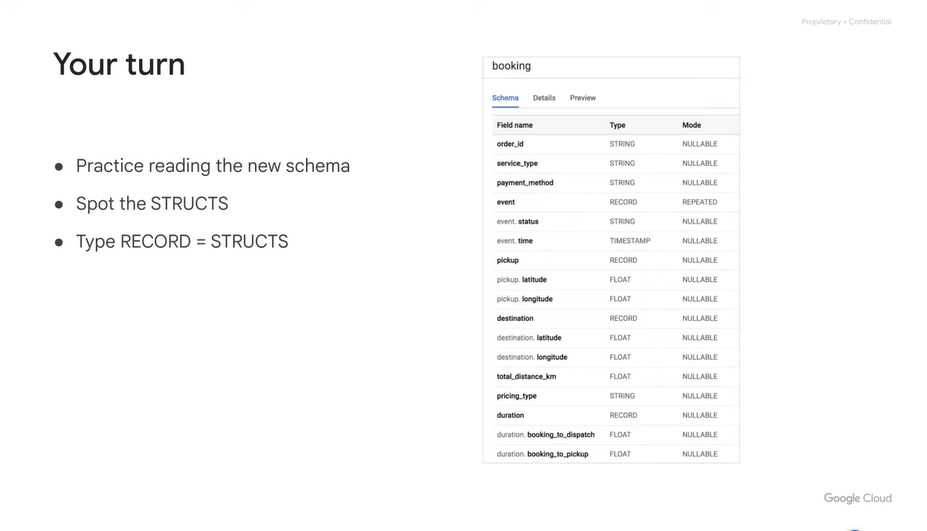 Proprietary + Confidential
Your turn
● Practice reading the new schema
● Spot the STRUCTS
● Type RECORD = STRUCTS
booking
Schema Details Preview
Field name Type Mode
order_id STRING NULLABLE
service_type STRING NULLABLE
payment_method STRING NULLABLE
event RECORD REPEATED
event. status STRING NULLABLE
event. time TIMESTAMP NULLABLE
pickup RECORD NULLABLE
pickup. latitude FLOAT NULLABLE
pickup. longitude FLOAT NULLABLE
destination RECORD NULLABLE
destination. latitude FLOAT NULLABLE
destination. longitude FLOAT NULLABLE
total_distance_km FLOAT NULLABLE
pricing_type STRING NULLABLE
duration RECORD NULLABLE
duration. booking_to_dispatch FLOAT NULLABLE
duration. booking_to_pickup FLOAT NULLABLE
Google Cloud